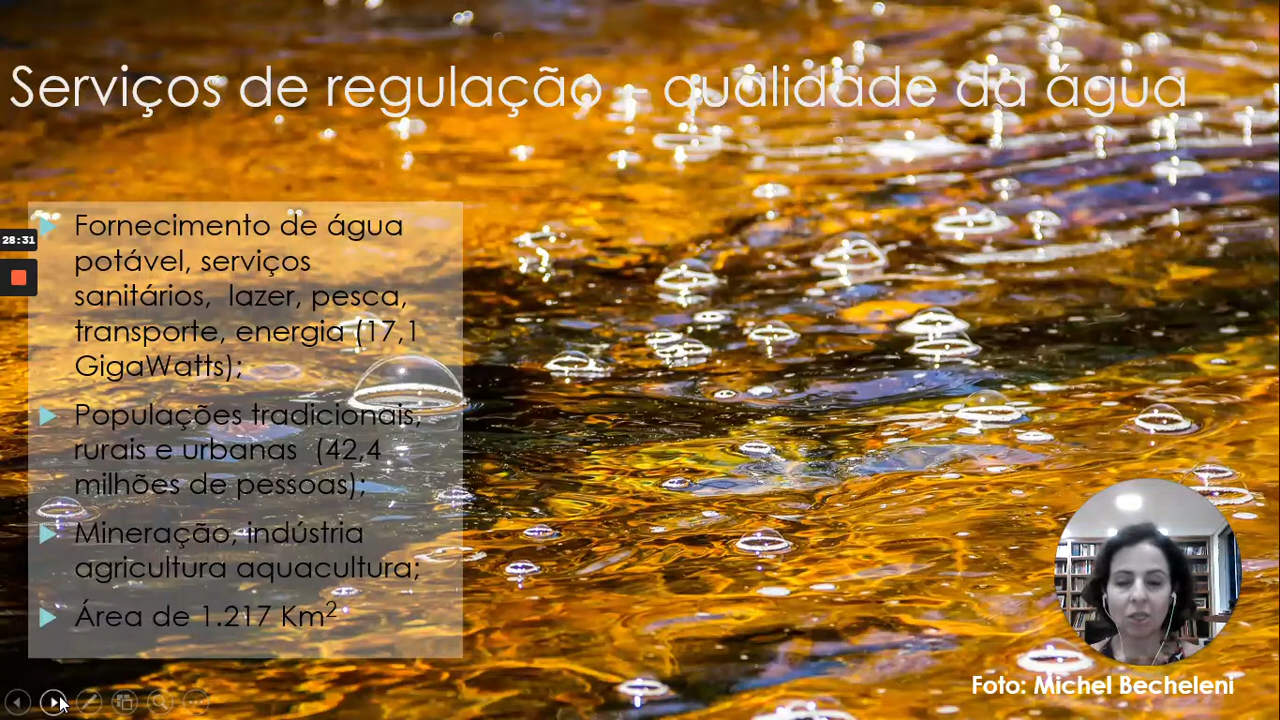 Serviços de regulação – qualidade da água
Fornecimento de água
potável, serviços
sanitários, lazer, pesca,
transporte, energia (17,1
GigaWatts);
Populações tradicionais,
rurais e urbanas (42,4
milhões de pessoas);
Mineração, indústria
agricultura aquacultura;
Área de 1.217 Km²
28:31
Foto: Michel Becheleni